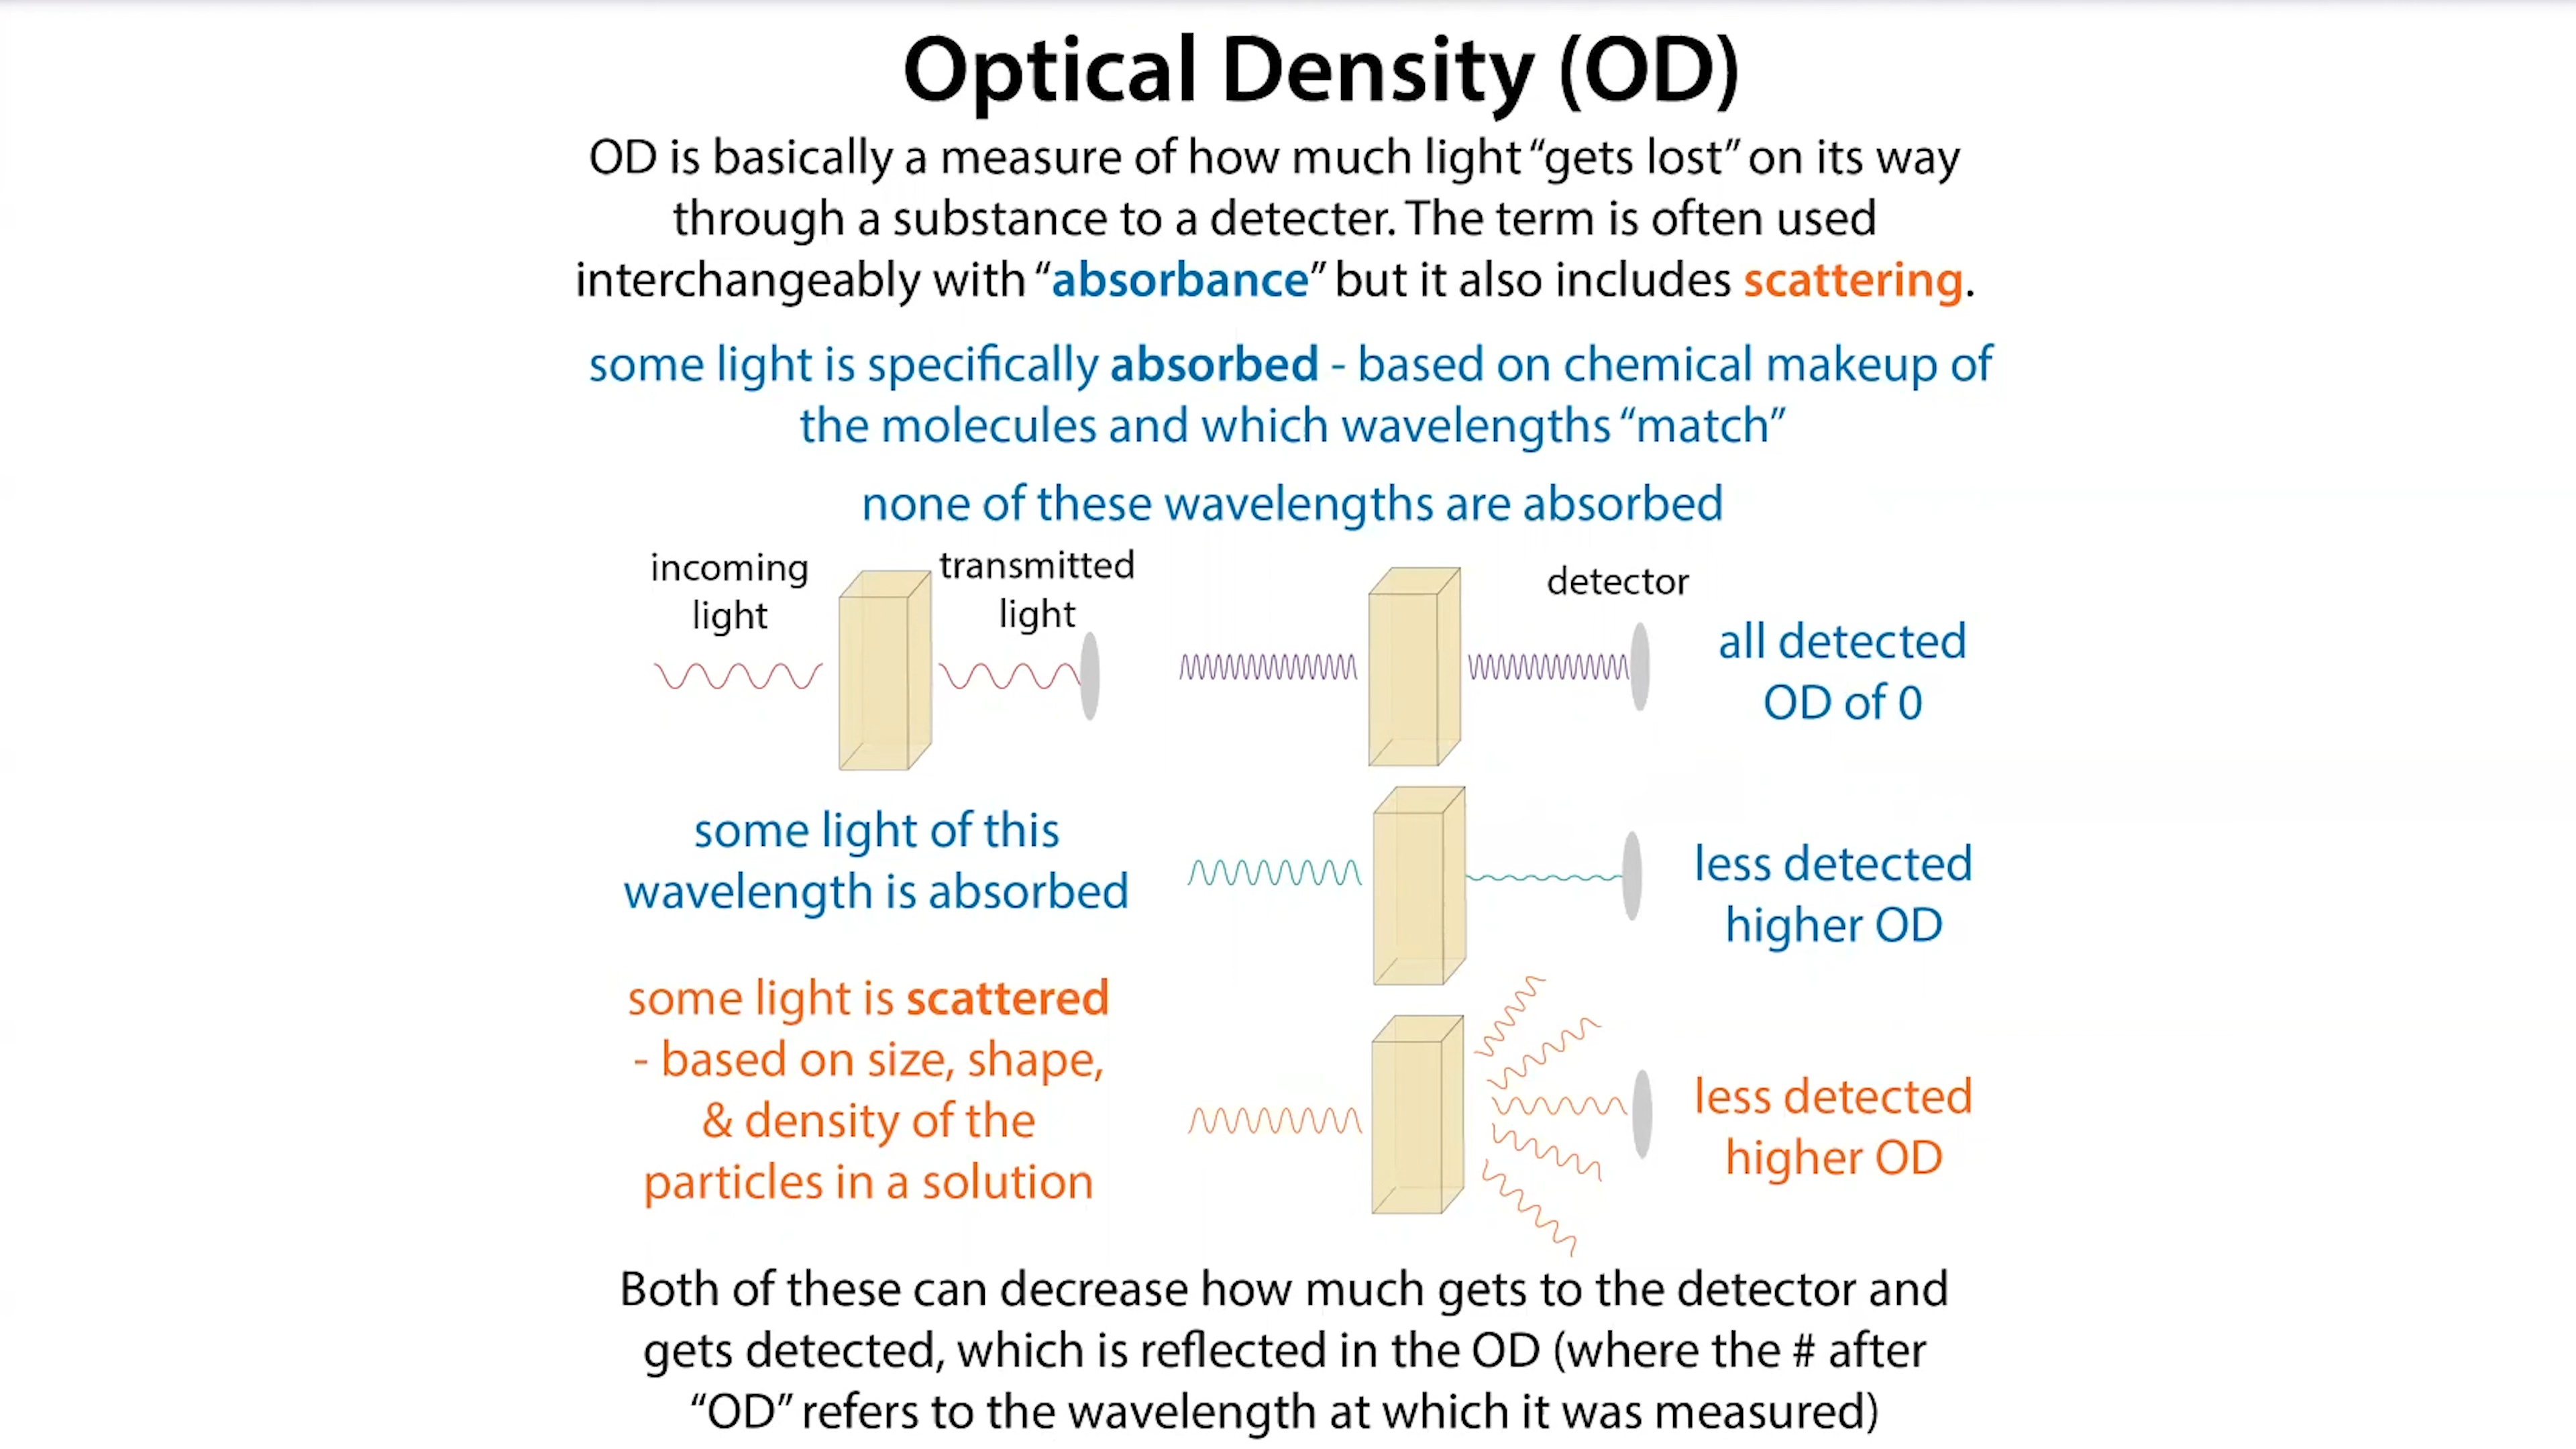 Optical Density (OD)
OD is basically a measure of how much light “gets lost” on its way
through a substance to a detecter. The term is often used
interchangeably with “absorbance” but it also includes scattering.
some light is specifically absorbed - based on chemical makeup of
the molecules and which wavelengths “match”
none of these wavelengths are absorbed
incoming
light
transmitted
light
detector
all detected
OD of 0
some light of this
wavelength is absorbed
less detected
higher OD
some light is scattered
- based on size, shape,
& density of the
particles in a solution
less detected
higher OD
Both of these can decrease how much gets to the detector and
gets detected, which is reflected in the OD (where the # after
“OD” refers to the wavelength at which it was measured)